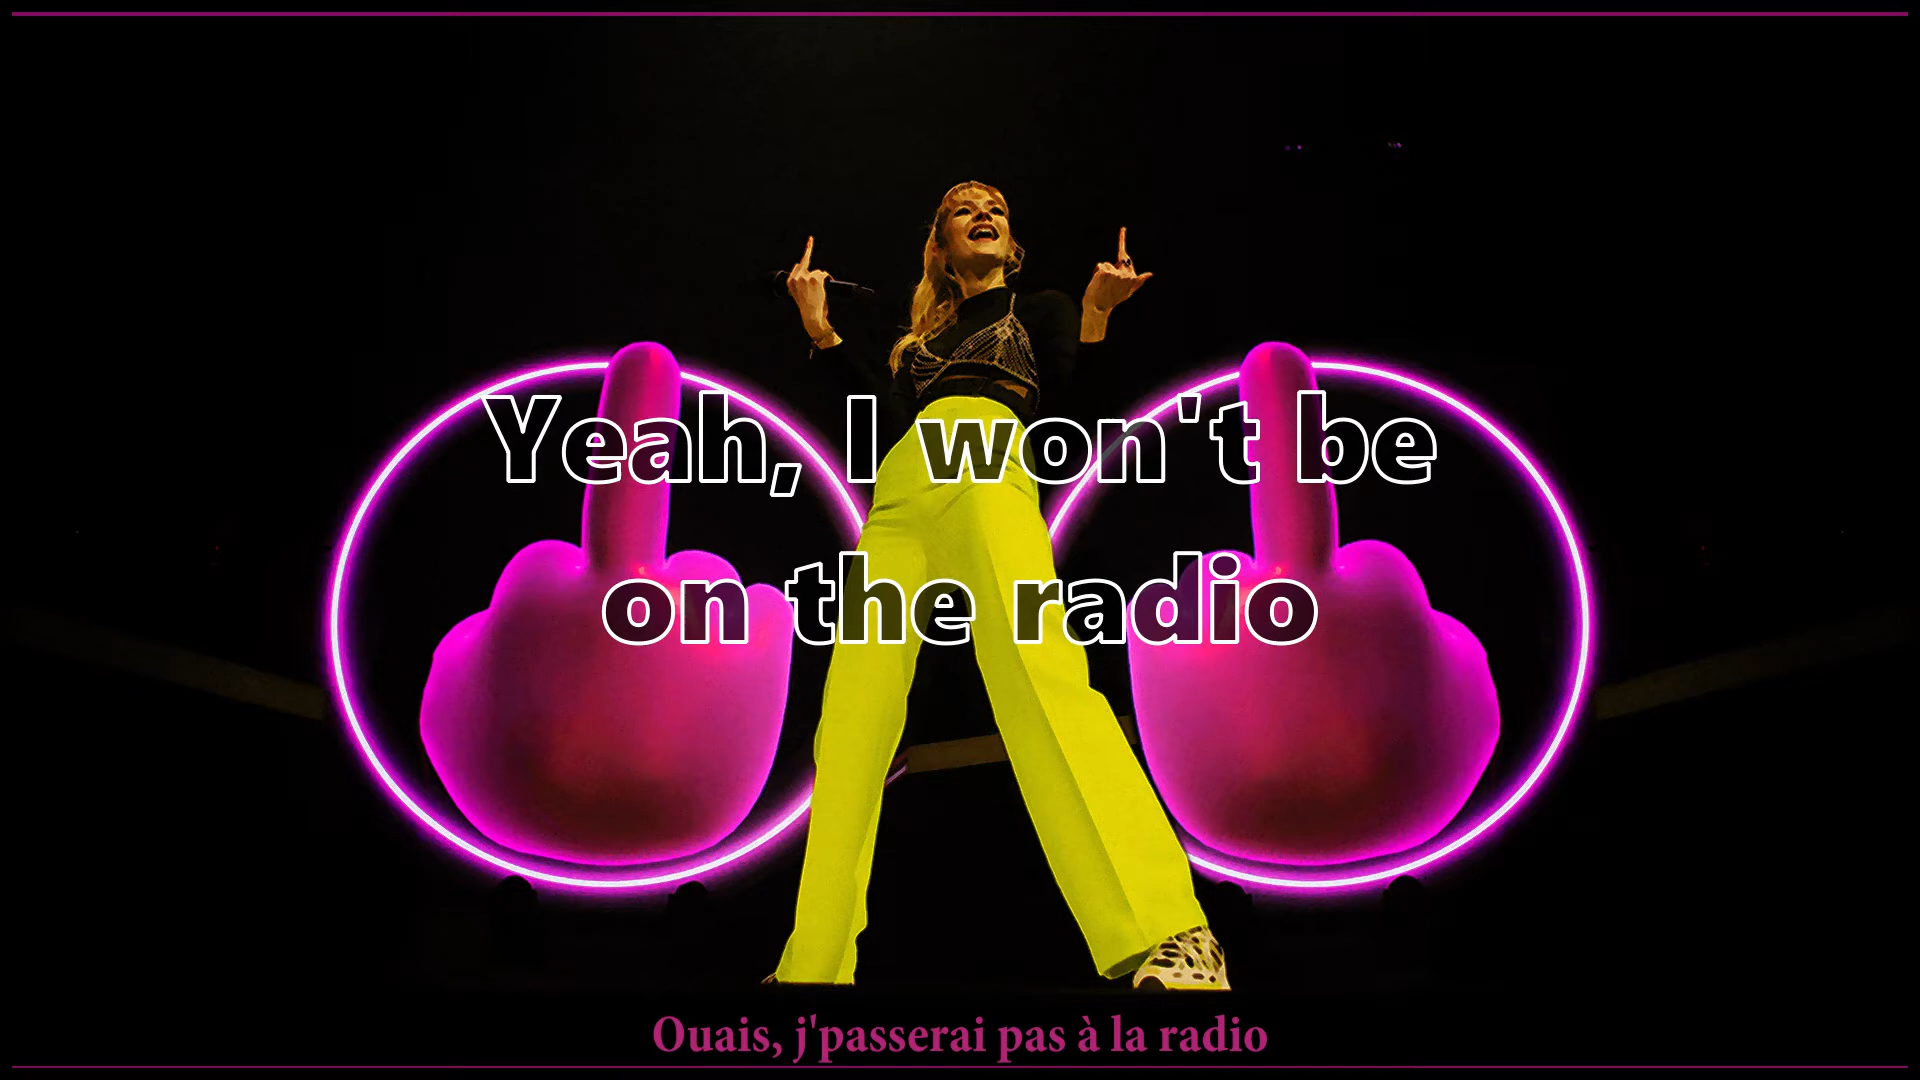 Yeah, I won't be
on the radio
Ouais, j'passerai pas à la radio